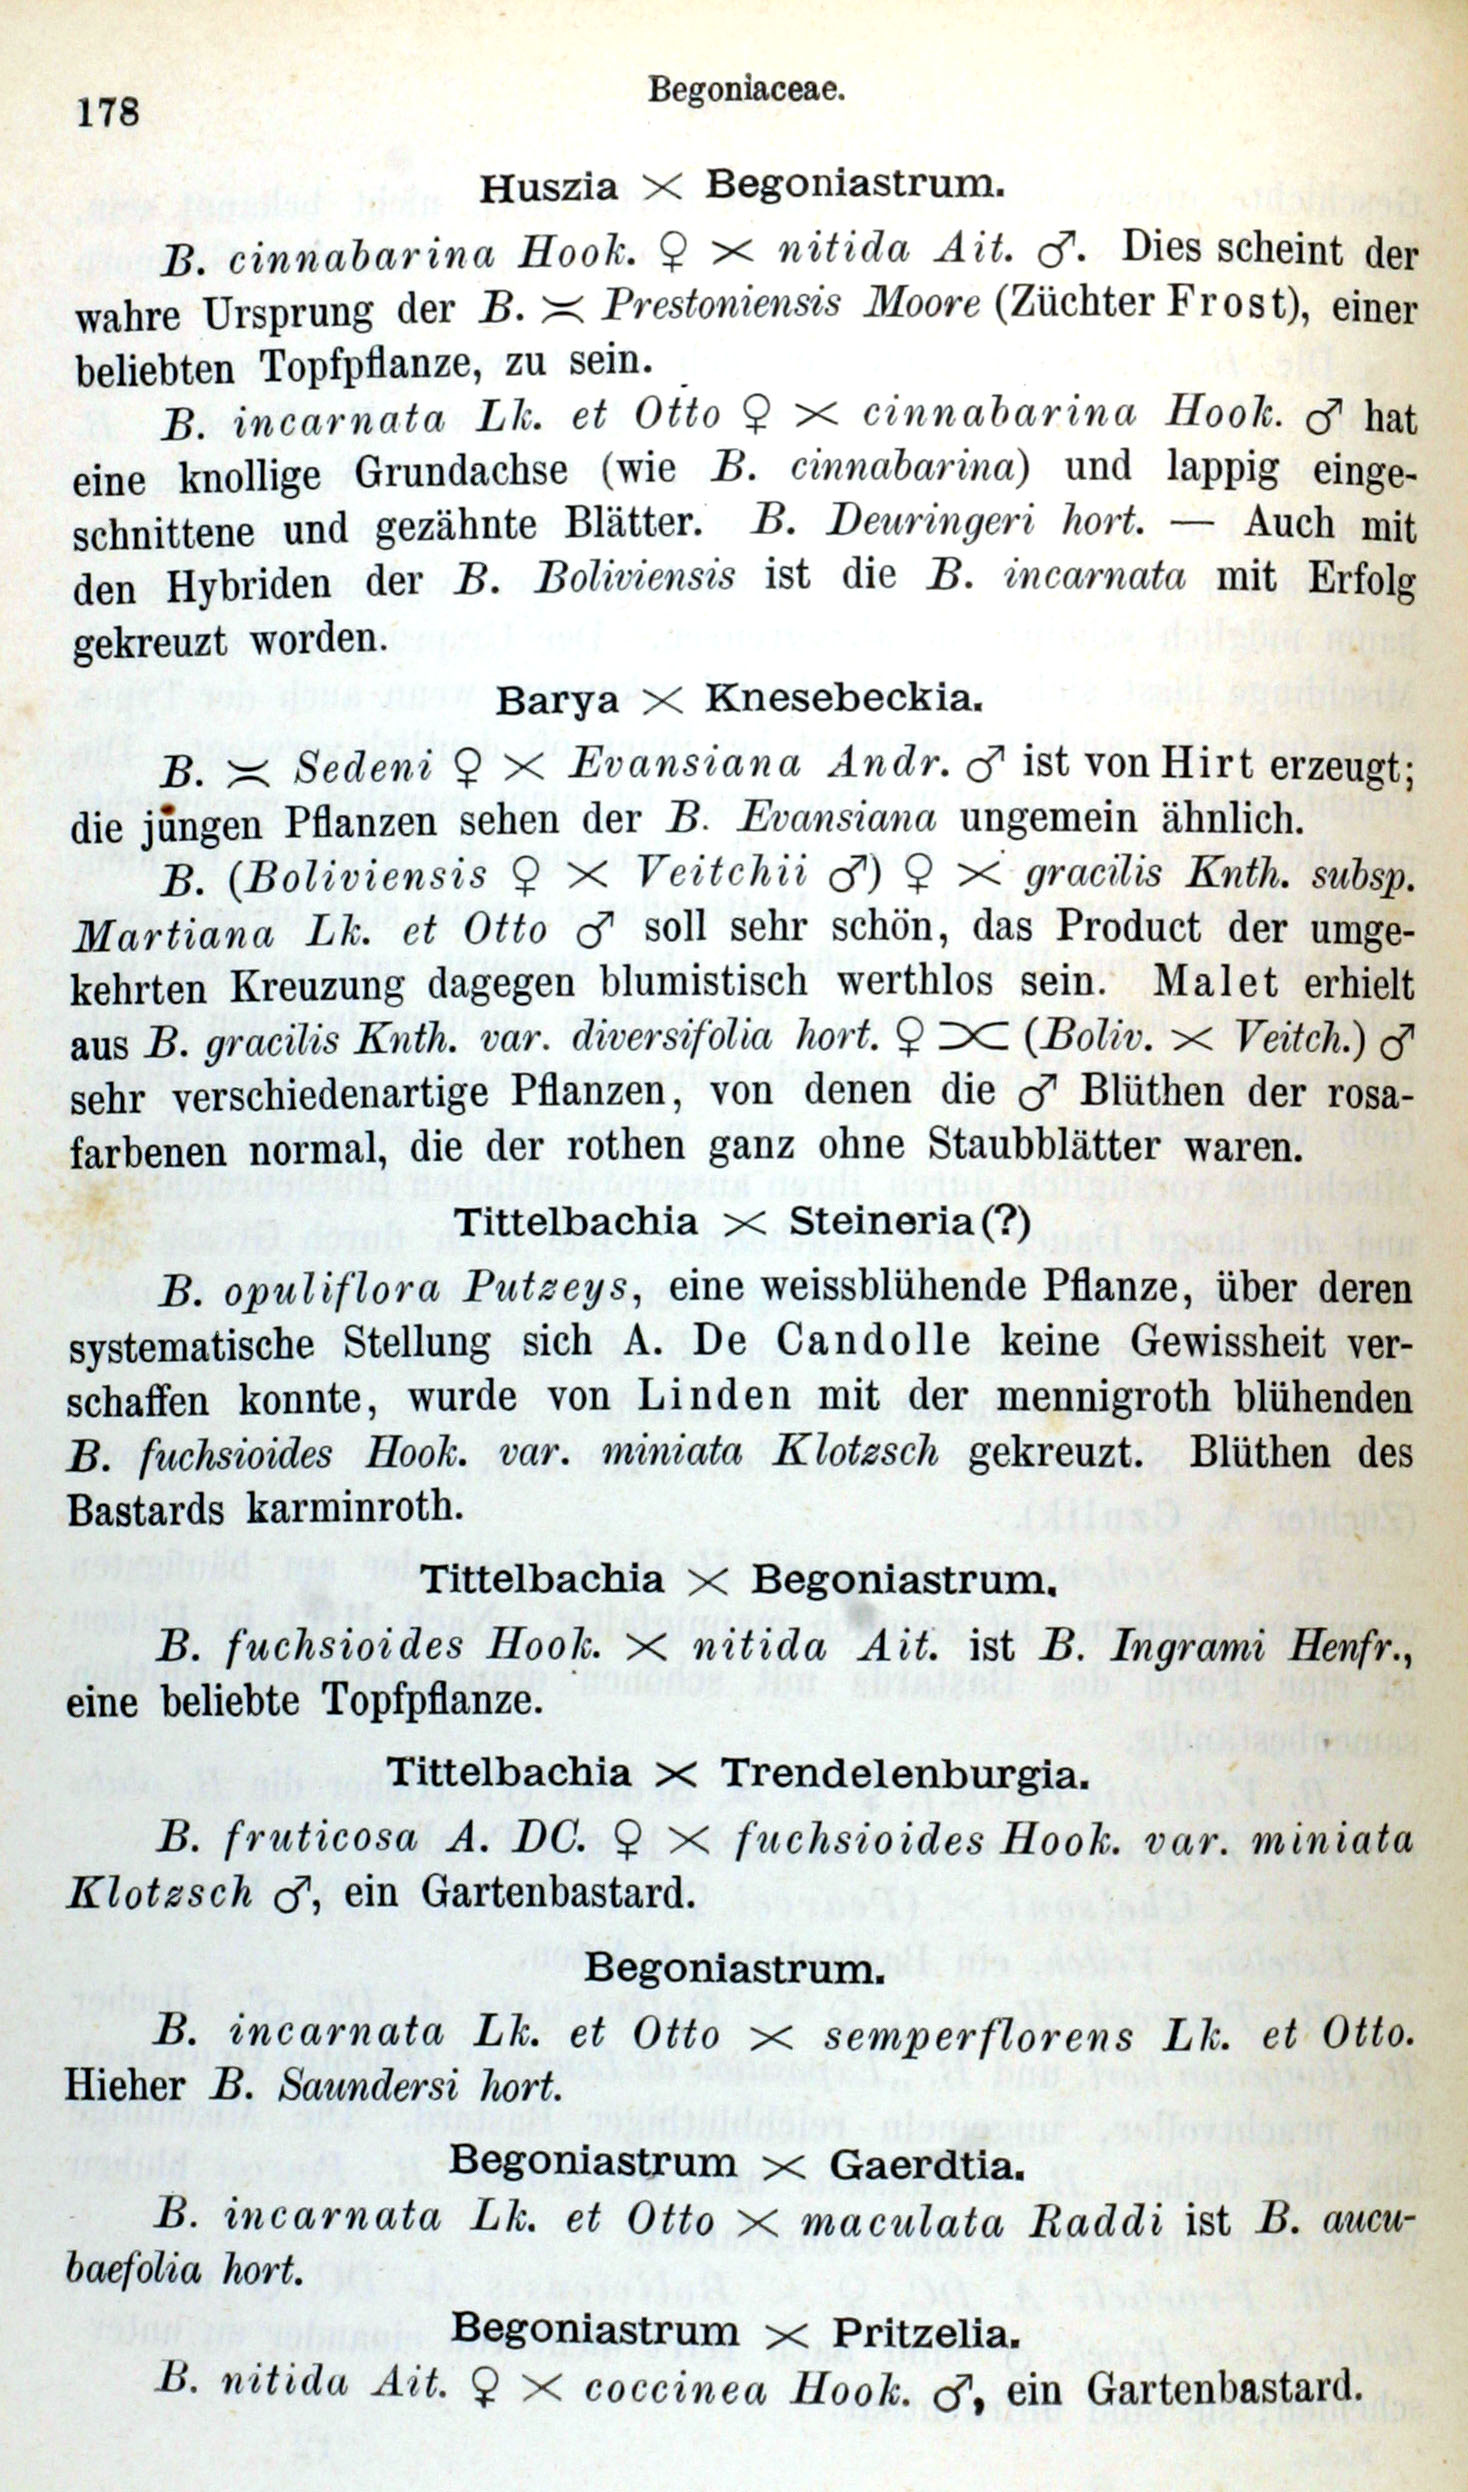 178
Begoniaceae.
Huszia × Begoniastrum.
B. cinnabarina Hook. ♀ × nitida Ait. ♂. Dies scheint der
wahre Ursprung der B. ≍ Prestoniensis Moore (Züchter Frost), einer
beliebten Topfpflanze, zu sein.
B. incarnata Lk. et Otto ♀ × cinnabarina Hook. ♂ hat
eine knollige Grundachse (wie B. cinnabarina) und lappig einge-
schnittene und gezähnte Blätter. B. Deuringeri hort. — Auch mit
den Hybriden der B. Boliviensis ist die B. incarnata mit Erfolg
gekreuzt worden.
Barya × Knesebeckia.
B. ≍ Sedeni ♀ × Evansiana Andr. ♂ ist von Hirt erzeugt;
die jungen Pflanzen sehen der B. Evansiana ungemein ähnlich.
B. (Boliviensis ♀ × Veitchii ♂) ♀ × gracilis Knth. subsp.
Martiana Lk. et Otto ♂ soll sehr schön, das Product der umge-
kehrten Kreuzung dagegen blumistisch werthlos sein. Malet erhielt
aus B. gracilis Knth. var. diversifolia hort. ♀ × (Boliv. × Veitch.) ♂
sehr verschiedenartige Pflanzen, von denen die ♂ Blüthen der rosa-
farbenen normal, die der rothen ganz ohne Staubblätter waren.
Tittelbachia × Steineria (?)
B. opuliflora Putzeys, eine weissblühende Pflanze, über deren
systematische Stellung sich A. De Candolle keine Gewissheit ver-
schaffen konnte, wurde von Linden mit der mennigroth blühenden
B. fuchsioides Hook. var. miniata Klotzsch gekreuzt. Blüthen des
Bastards karminroth.
Tittelbachia × Begoniastrum.
B. fuchsioides Hook. × nitida Ait. ist B. Ingrami Henfr.,
eine beliebte Topfpflanze.
Tittelbachia × Trendelenburgia.
B. fruticosa A. DC. ♀ × fuchsioides Hook. var. miniata
Klotzsch ♂, ein Gartenbastard.
Begoniastrum.
B. incarnata Lk. et Otto × semperflorens Lk. et Otto.
Hieher B. Saundersi hort.
Begoniastrum × Gaerdtia.
B. incarnata Lk. et Otto × maculata Raddi ist B. aucu-
baefolia hort.
Begoniastrum × Pritzelia.
B. nitida Ait. ♀ × coccinea Hook. ♂, ein Gartenbastard.